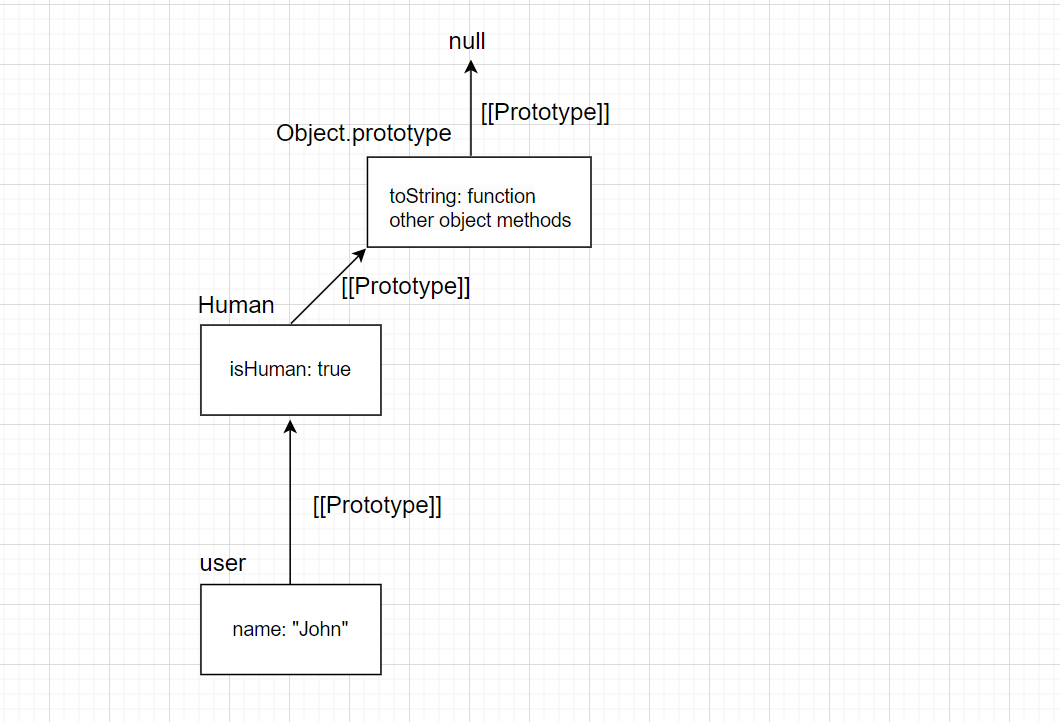 null
[[Prototype]]
Object.prototype
toString: function
other object methods
[[Prototype]]
Human
isHuman: true
[[Prototype]]
user
name: "John"